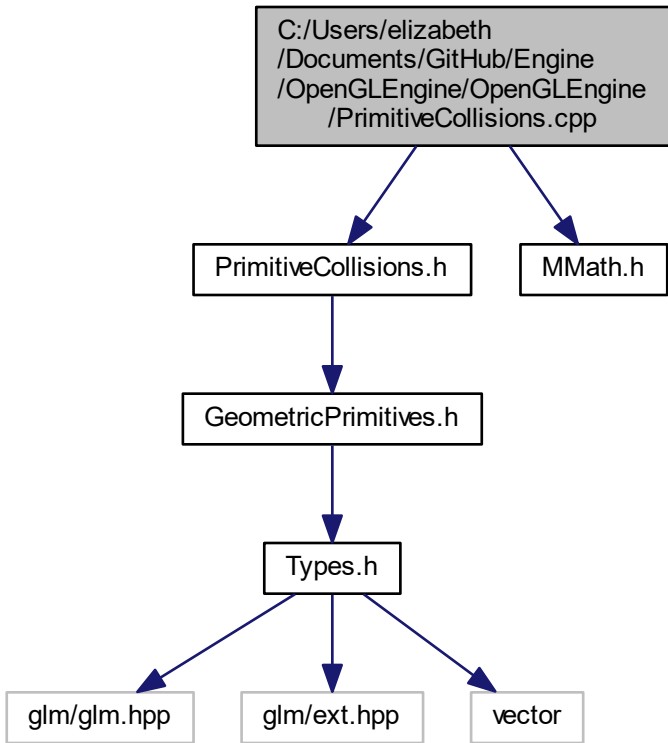 C:/Users/elizabeth
/Documents/GitHub/Engine
/OpenGLEngine/OpenGLEngine
/PrimitiveCollisions.cpp
PrimitiveCollisions.h
MMath.h
GeometricPrimitives.h
Types.h
glm/glm.hpp
glm/ext.hpp
vector